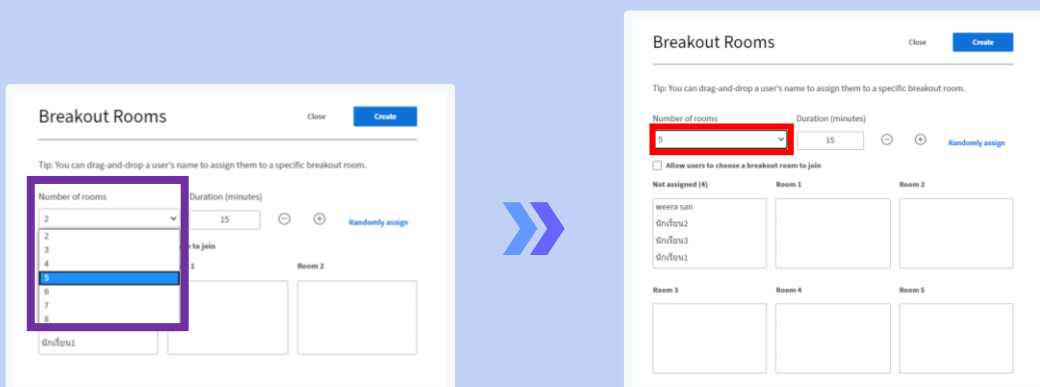 Breakout Rooms
Close
Create
Tip: You can drag-and-drop a user's name to assign them to a specific breakout room.
Number of rooms
Duration (minutes)
2
15
Randomly assign
2
3
4
5
6
7
8
to join
1
Room 2
นักเรียน1
Breakout Rooms
Close
Create
Tip: You can drag-and-drop a user's name to assign them to a specific breakout room.
Number of rooms
Duration (minutes)
5
15
Randomly assign
Allow users to choose a breakout room to join
Not assigned (4)
Room 1
Room 2
weera san
นักเรียน2
นักเรียน3
นักเรียน1
Room 3
Room 4
Room 5